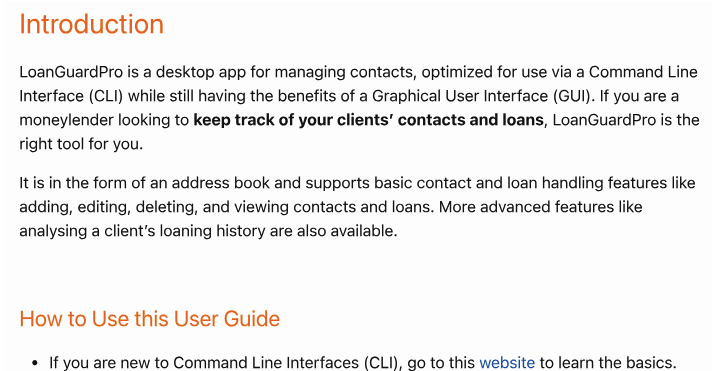 Introduction
LoanGuardPro is a desktop app for managing contacts, optimized for use via a Command Line
Interface (CLI) while still having the benefits of a Graphical User Interface (GUI). If you are a
moneylender looking to keep track of your clients’ contacts and loans, LoanGuardPro is the
right tool for you.
It is in the form of an address book and supports basic contact and loan handling features like
adding, editing, deleting, and viewing contacts and loans. More advanced features like
analysing a client’s loaning history are also available.
How to Use this User Guide
• If you are new to Command Line Interfaces (CLI), go to this website to learn the basics.